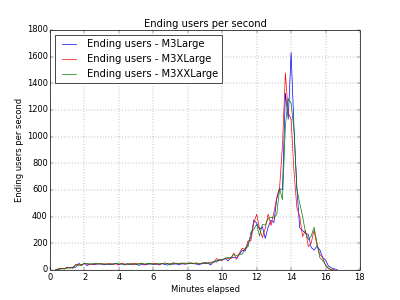 Ending users per second
1800
1600
1400
1200
1000
800
600
400
200
0
Ending users per second
Ending users - M3Large
Ending users - M3XLarge
Ending users - M3XXLarge
0 2 4 6 8 10 12 14 16 18
Minutes elapsed